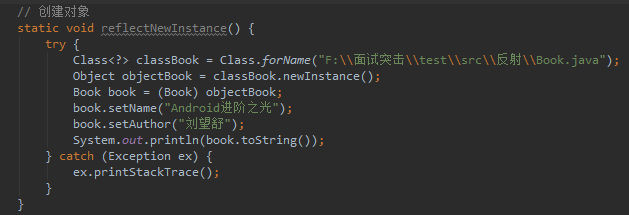 // 创建对象
static void reflectNewInstance() {
try {
Class<?> classBook = Class.forName("F:\\面试突击\\test\\src\\反射\\Book.java");
Object objectBook = classBook.newInstance();
Book book = (Book) objectBook;
book.setName("Android进阶之光");
book.setAuthor("刘望舒");
System.out.println(book.toString());
} catch (Exception ex) {
ex.printStackTrace();
}
}